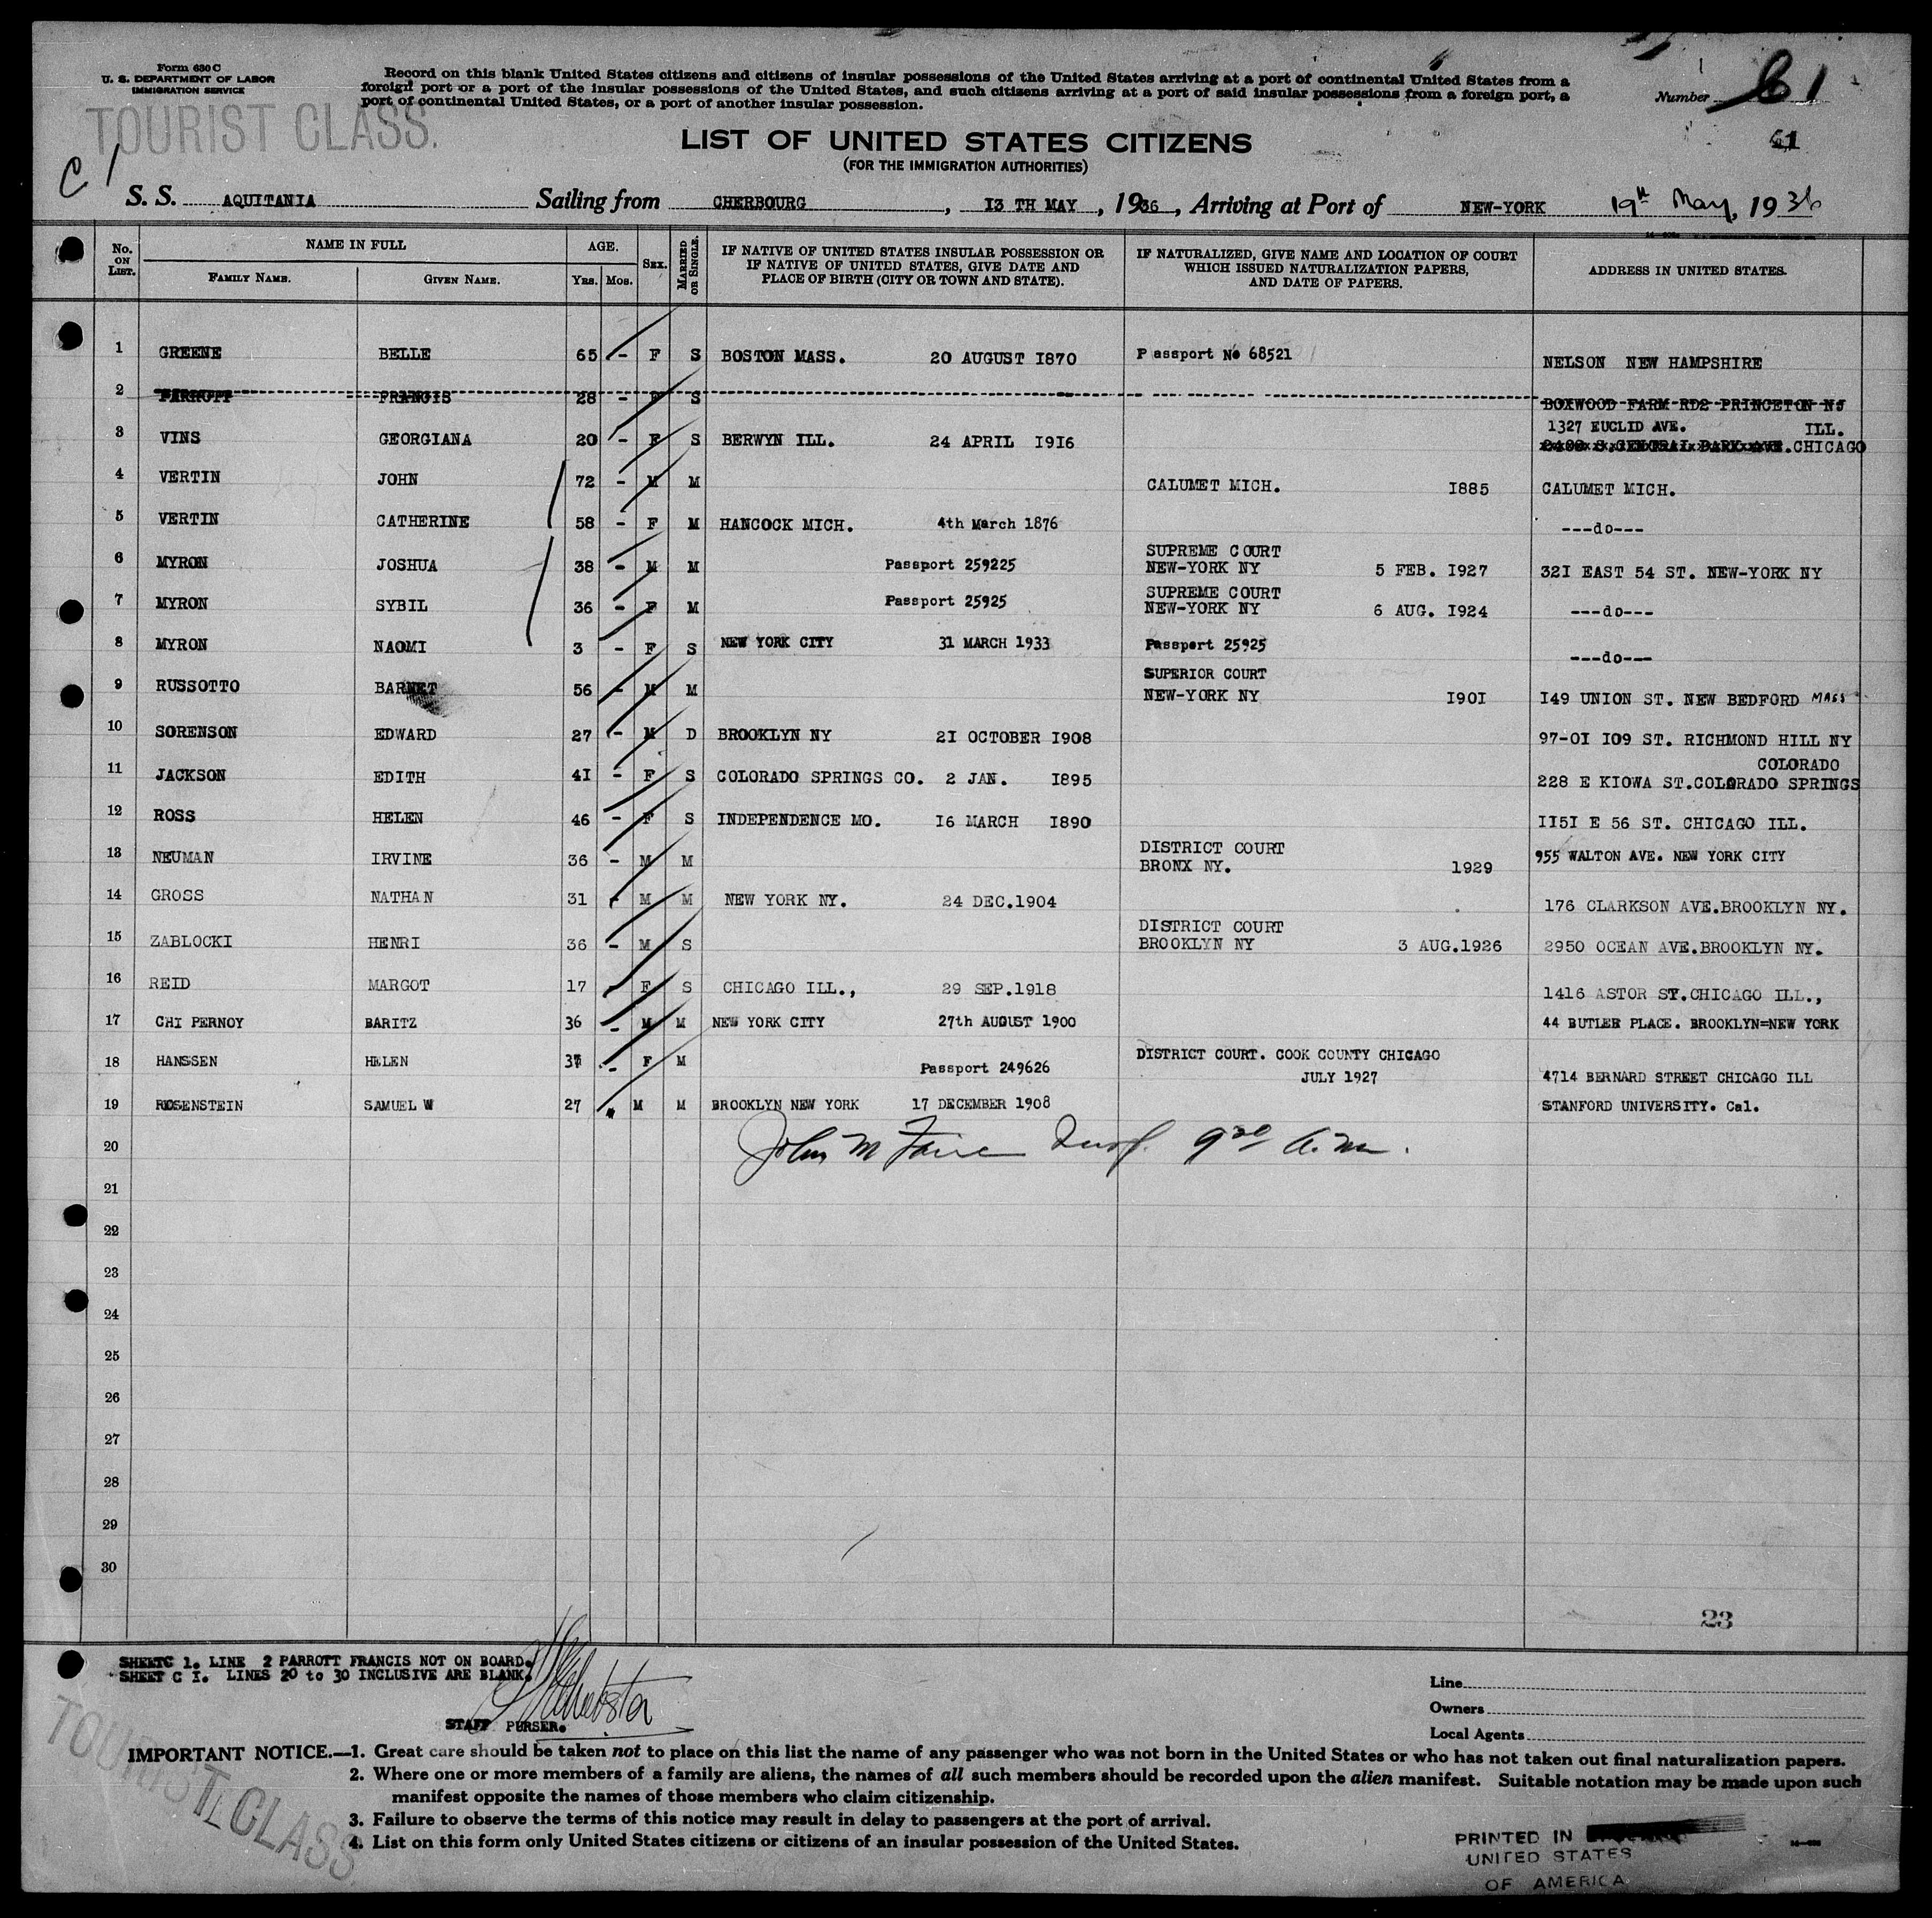 Form 630 C
U. S. DEPARTMENT OF LABOR
IMMIGRATION SERVICE
TOURIST CLASS.
C 1
Record on this blank United States citizens and citizens of insular possessions of the United States arriving at a port of continental United States from a
foreign port or a port of the insular possessions of the United States, and such citizens arriving at a port of said insular possessions from a foreign port, a
port of continental United States, or a port of another insular possession.
Number 61
61
LIST OF UNITED STATES CITIZENS
(FOR THE IMMIGRATION AUTHORITIES)
S. S. AQUITANIA Sailing from CHERBOURG, I3 TH MAY, 1936, Arriving at Port of NEW-YORK 19th May, 1936
No. ON LIST. NAME IN FULL FAMILY NAME. GIVEN NAME. AGE. YRS. MOS. SEX. MARRIED OR SINGLE. IF NATIVE OF UNITED STATES INSULAR POSSESSION OR IF NATIVE OF UNITED STATES, GIVE DATE AND PLACE OF BIRTH (CITY OR TOWN AND STATE). IF NATURALIZED, GIVE NAME AND LOCATION OF COURT WHICH ISSUED NATURALIZATION PAPERS, AND DATE OF PAPERS. ADDRESS IN UNITED STATES.
1 GREENE BELLE 65 - F S BOSTON MASS. 20 AUGUST I870 Passport No 68521 NELSON NEW HAMPSHIRE
2 PARROTT FRANCIS 28 - F S BOXWOOD FARM RD2 PRINCETON NJ
3 VINS GEORGIANA 20 - F S BERWYN ILL. 24 APRIL I9I6 1327 EUCLID AVE. ILL.
S.CENTRAL PARK AVE.CHICAGO
4 VERTIN JOHN 72 - M M CALUMET MICH. I885 CALUMET MICH.
5 VERTIN CATHERINE 58 - F M HANCOCK MICH. 4th March 1876 ---do---
6 MYRON JOSHUA 38 - M M Passport 259225 SUPREME COURT NEW-YORK NY 5 FEB. I927 32I EAST 54 ST. NEW-YORK NY
7 MYRON SYBIL 36 - F M Passport 25925 SUPREME COURT NEW-YORK NY 6 AUG. I924 ---do---
8 MYRON NAOMI 3 - F S NEW YORK CITY 31 MARCH 1933 Passport 25925 ---do---
9 RUSSOTTO BARNET 56 - M M SUPERIOR COURT NEW-YORK NY I90I I49 UNION ST. NEW BEDFORD MASS
10 SORENSON EDWARD 27 - M D BROOKLYN NY 2I OCTOBER I908 97-0I I09 ST. RICHMOND HILL NY
11 JACKSON EDITH 4I - F S COLORADO SPRINGS CO. 2 JAN. I895 COLORADO
228 E KIOWA ST.COLORADO SPRINGS
12 ROSS HELEN 46 - F S INDEPENDENCE MO. I6 MARCH I890 II5I E 56 ST. CHICAGO ILL.
13 NEUMAN IRVINE 36 - M M DISTRICT COURT BRONX NY. 1929 955 WALTON AVE. NEW YORK CITY
14 GROSS NATHAN 31 - M M NEW YORK NY. 24 DEC.1904 176 CLARKSON AVE.BROOKLYN NY.
15 ZABLOCKI HENRI 36 - M S DISTRICT COURT BROOKLYN NY 3 AUG.1926 2950 OCEAN AVE.BROOKLYN NY.
16 REID MARGOT 17 - F S CHICAGO ILL., 29 SEP.1918 1416 ASTOR ST.CHICAGO ILL.,
17 CHI PERNOY BARITZ 36 - M M NEW YORK CITY 27th AUGUST 1900 44 BUTLER PLACE. BROOKLYN=NEW YORK
18 HANSSEN HELEN 37 - F M Passport 249626 DISTRICT COURT. COOK COUNTY CHICAGO JULY 1927 4714 BERNARD STREET CHICAGO ILL
19 ROSENSTEIN SAMUEL W 27 M M BROOKLYN NEW YORK 17 DECEMBER 1908 STANFORD UNIVERSITY. Cal.
20 John M 9 30 A.M.
21
22
23
24
25
26
27
28
29
30
23
SHEETC 1. LINE 2 PARROTT FRANCIS NOT ON BOARD.
SHEET C I. LINES 20 to 30 INCLUSIVE ARE BLANK.
STAFF PURSER.
Line
Owners
Local Agents
TOURIST CLASS
IMPORTANT NOTICE.—1. Great care should be taken not to place on this list the name of any passenger who was not born in the United States or who has not taken out final naturalization papers.
2. Where one or more members of a family are aliens, the names of all such members should be recorded upon the alien manifest. Suitable notation may be made upon such
manifest opposite the names of those members who claim citizenship.
3. Failure to observe the terms of this notice may result in delay to passengers at the port of arrival.
4. List on this form only United States citizens or citizens of an insular possession of the United States.
PRINTED IN
UNITED STATES
OF AMERICA